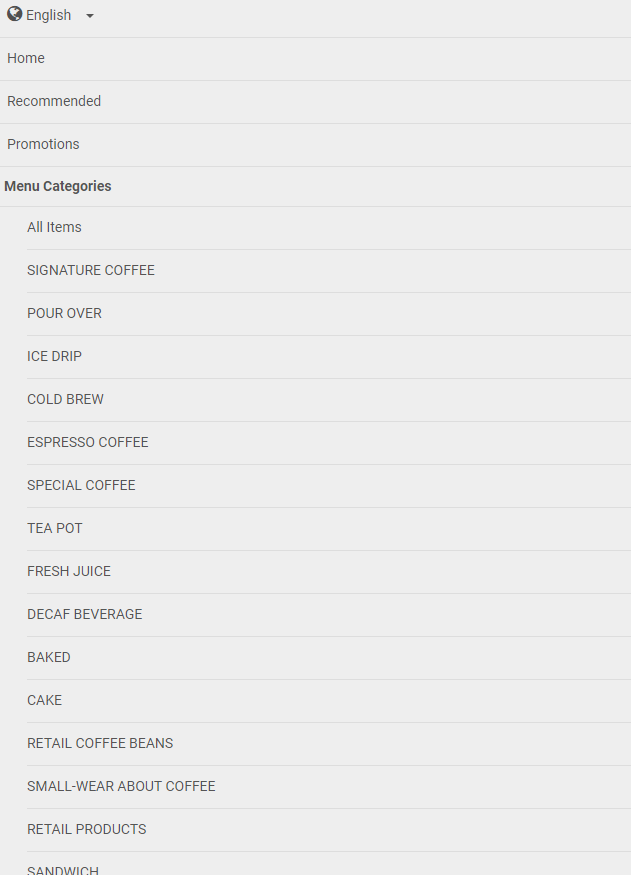 English
Home
Recommended
Promotions
Menu Categories
All Items
SIGNATURE COFFEE
POUR OVER
ICE DRIP
COLD BREW
ESPRESSO COFFEE
SPECIAL COFFEE
TEA POT
FRESH JUICE
DECAF BEVERAGE
BAKED
CAKE
RETAIL COFFEE BEANS
SMALL-WEAR ABOUT COFFEE
RETAIL PRODUCTS
SANDWICH